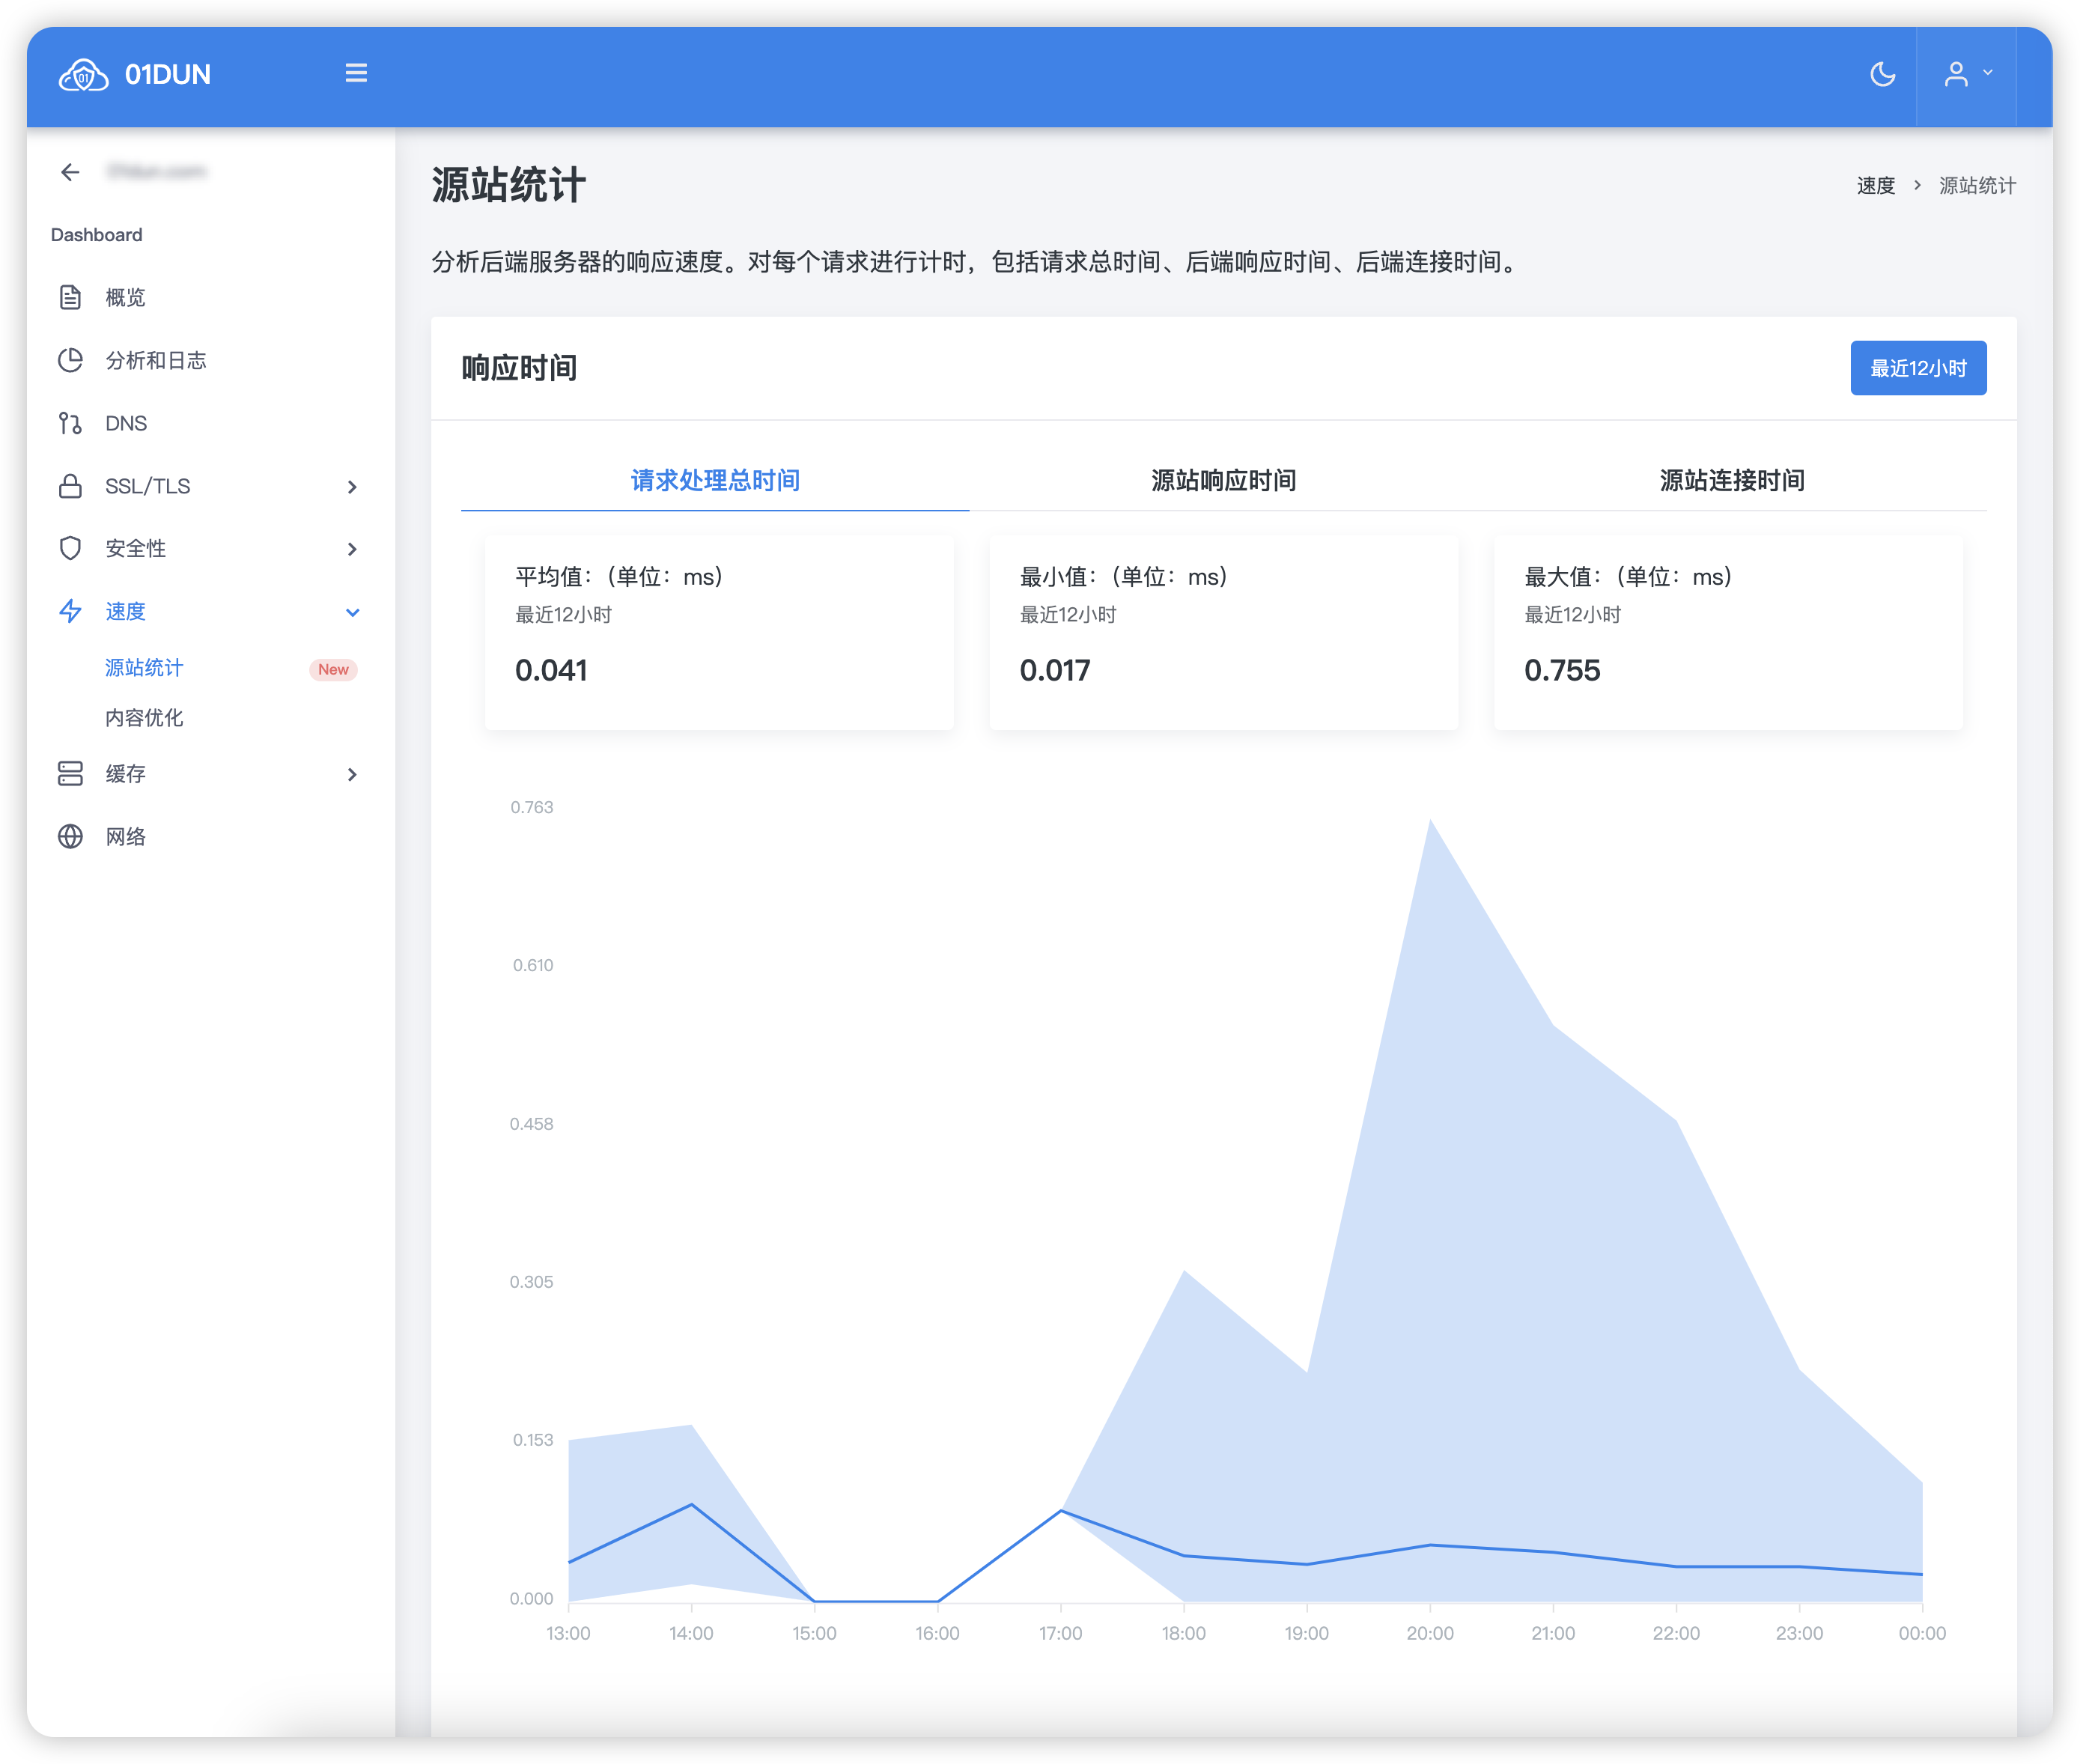 01DUN
Dashboard
概览
分析和日志
DNS
SSL/TLS
安全性
速度
源站统计 New
内容优化
缓存
网络
源站统计
速度 > 源站统计
分析后端服务器的响应速度。对每个请求进行计时，包括请求总时间、后端响应时间、后端连接时间。
响应时间
最近12小时
请求处理总时间 源站响应时间 源站连接时间
平均值：（单位：ms）
最近12小时
0.041
最小值：（单位：ms）
最近12小时
0.017
最大值：（单位：ms）
最近12小时
0.755
0.763
0.610
0.458
0.305
0.153
0.000
13:00 14:00 15:00 16:00 17:00 18:00 19:00 20:00 21:00 22:00 23:00 00:00